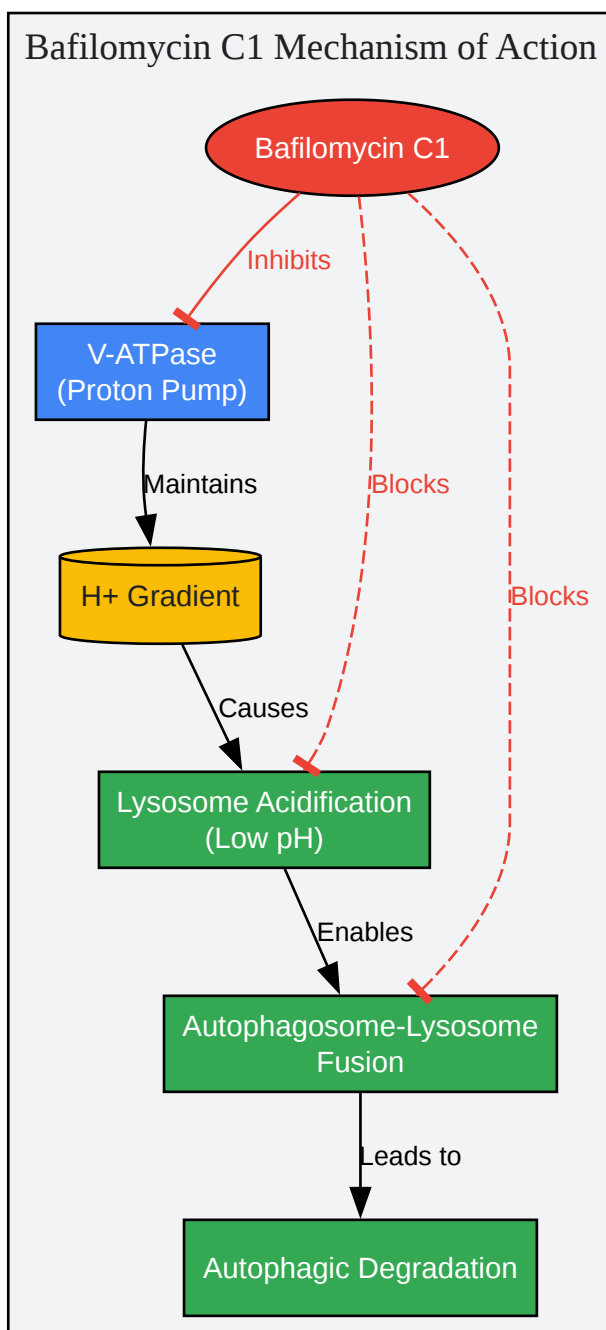 Bafilomycin C1 Mechanism of Action
Bafilomycin C1
Inhibits
V-ATPase
(Proton Pump)
Maintains
Blocks
H+ Gradient
Blocks
Causes
Lysosome Acidification
(Low pH)
Enables
Autophagosome-Lysosome
Fusion
Leads to
Autophagic Degradation